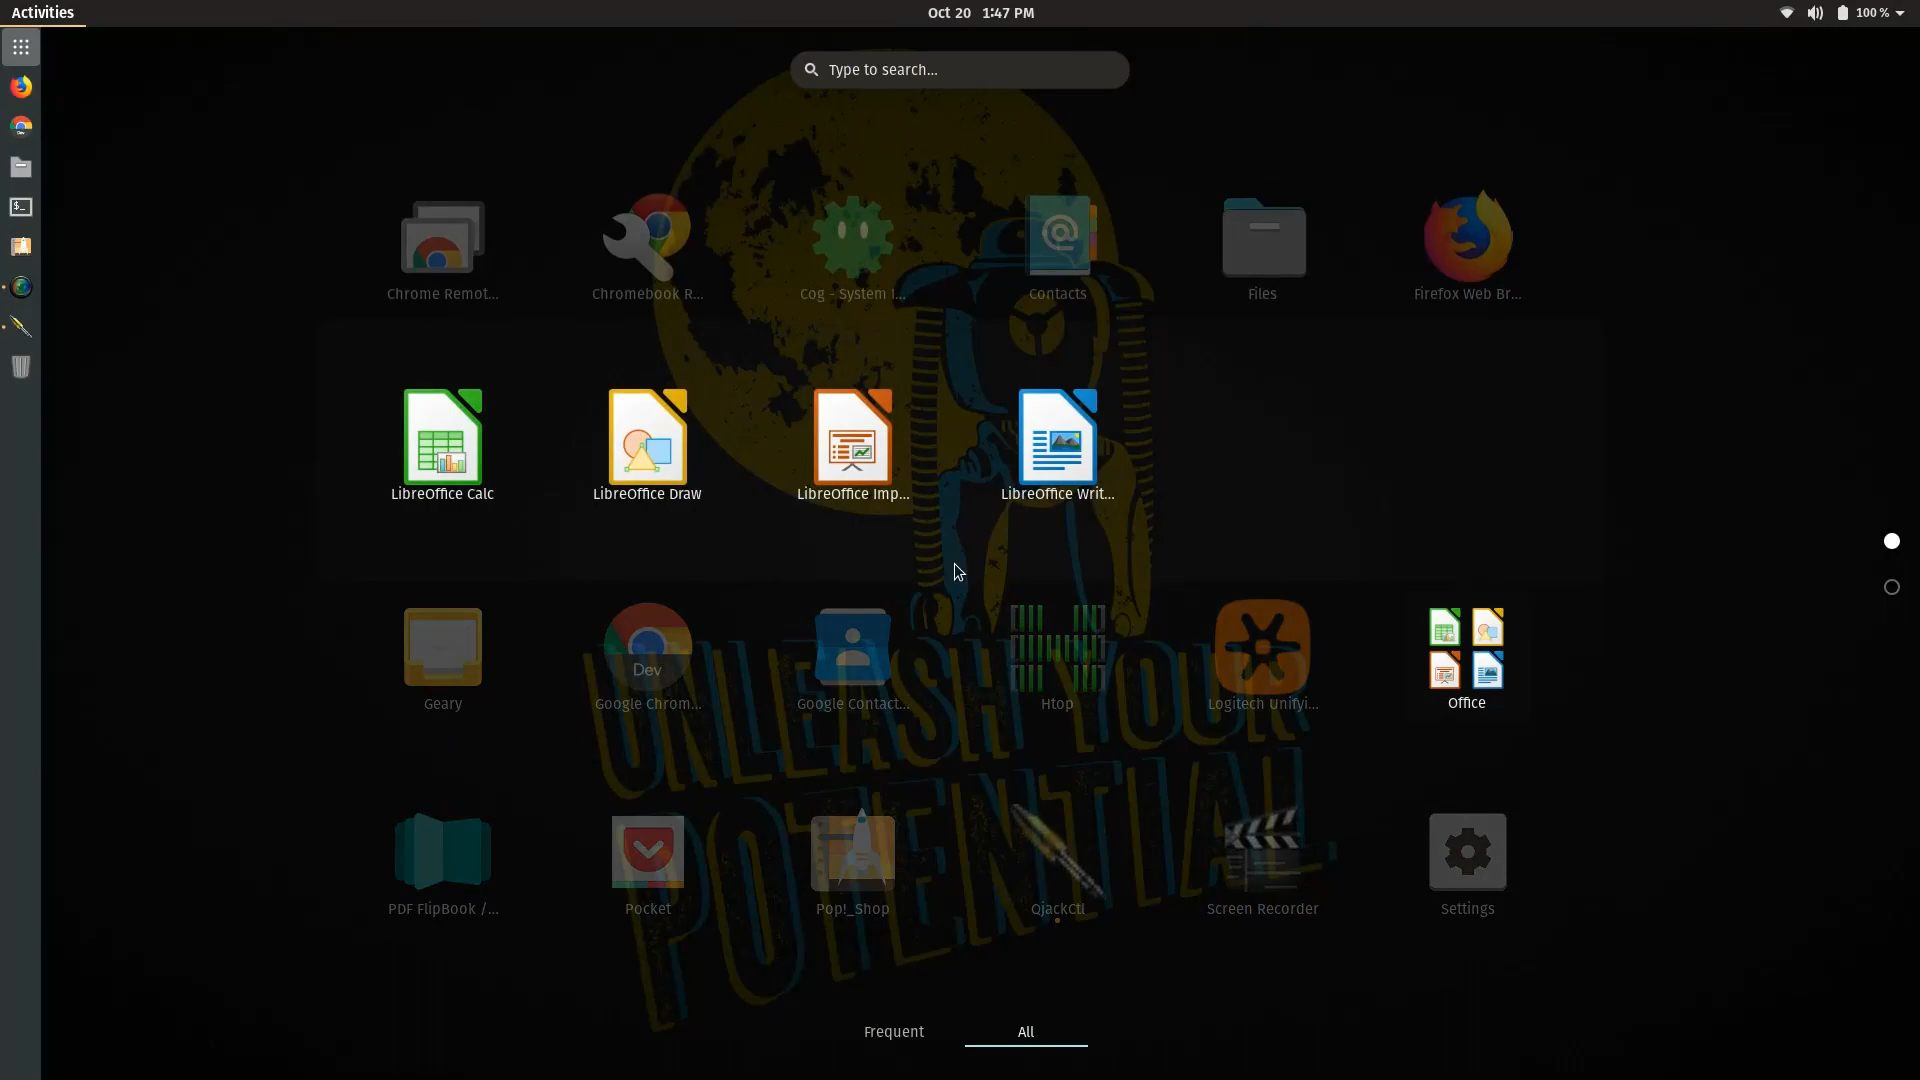 Activities
Oct 20 1:47 PM
100 %
Type to search...
Chrome Remot...
Chromebook R...
Cog - System I...
Contacts
Files
Firefox Web Br...
LibreOffice Calc
LibreOffice Draw
LibreOffice Imp...
LibreOffice Writ...
Dev
Geary
Google Chrom...
Google Contact...
Htop
Logitech Unifyi...
Office
UNLEASH YOUR
POTENTIAL
PDF FlipBook /...
Pocket
Pop!_Shop
QjackCtl
Screen Recorder
Settings
Frequent
All